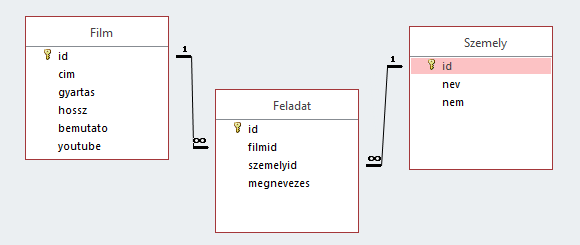 Film
id
cim
gyartas
hossz
bemutato
youtube
1
∞
Feladat
id
filmid
szemelyid
megnevezes
1
∞
Szemely
id
nev
nem